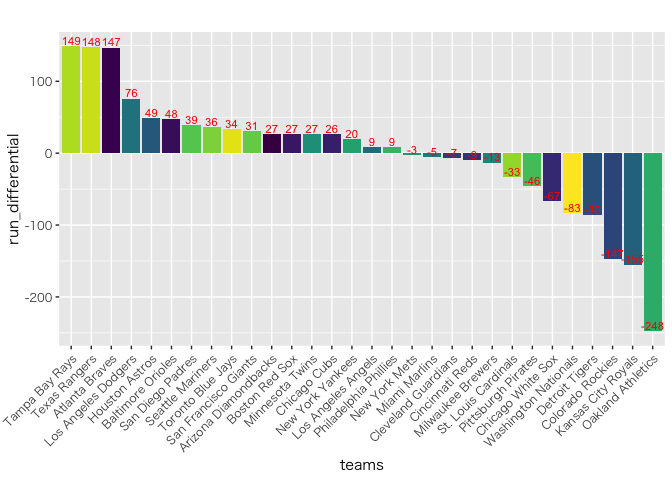 149
148
147
76
49
48
39
36
34
31
27
27
27
26
20
9
9
-3
-5
-7
-33
-46
-67
-83
-248
100
0
-100
-200
run_differential
Tampa Bay Rays
Texas Rangers
Atlanta Braves
Los Angeles Dodgers
Houston Astros
Baltimore Orioles
San Diego Padres
Seattle Mariners
Toronto Blue Jays
San Francisco Giants
Arizona Diamondbacks
Boston Red Sox
Minnesota Twins
Chicago Cubs
New York Yankees
Los Angeles Angels
Philadelphia Phillies
New York Mets
Miami Marlins
Cleveland Guardians
Cincinnati Reds
Milwaukee Brewers
St. Louis Cardinals
Pittsburgh Pirates
Chicago White Sox
Washington Nationals
Detroit Tigers
Colorado Rockies
Kansas City Royals
Oakland Athletics
teams